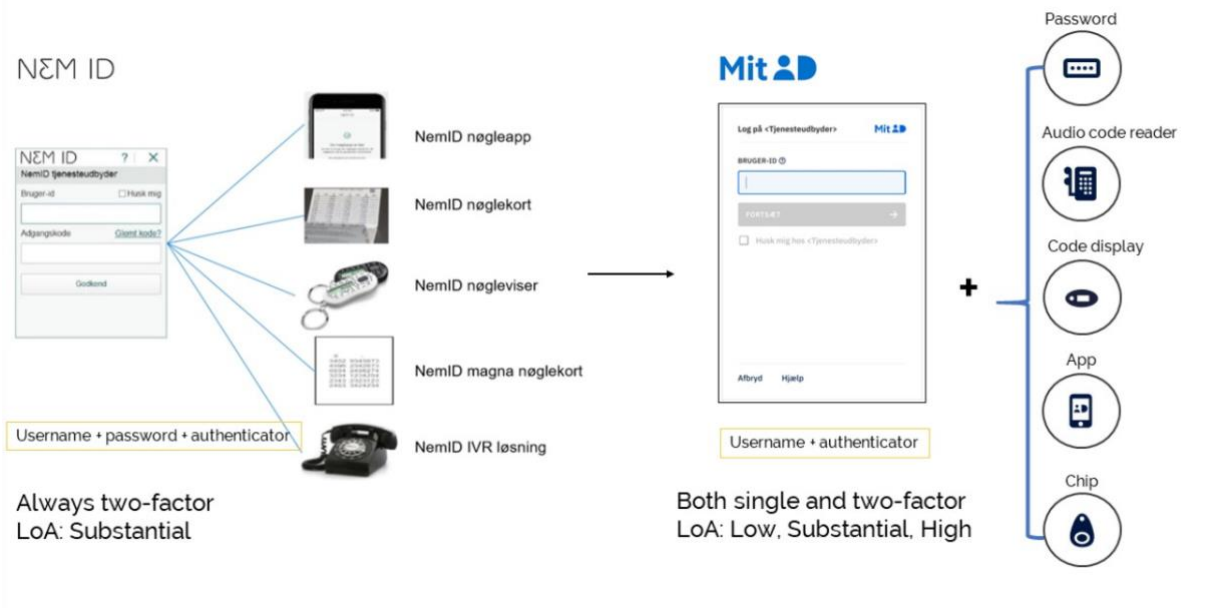 NEM ID
NEM ID ? ×
NemID tjenesteudbyder
Bruger-id Husk mig
Adgangskode Glemt kode?
Godkend
Username + password + authenticator
Always two-factor
LoA: Substantial
NemID nøgleapp
NemID nøglekort
NemID nøgleviser
NemID magna nøglekort
NemID IVR løsning
Mit ID
Log på <Tjenesteudbyder> Mit ID
BRUGER-ID
FORTSÆT →
Husk mig hos <Tjenesteudbyder>
Afbryd Hjælp
Username + authenticator
Both single and two-factor
LoA: Low, Substantial, High
+
Password
Audio code reader
Code display
App
Chip